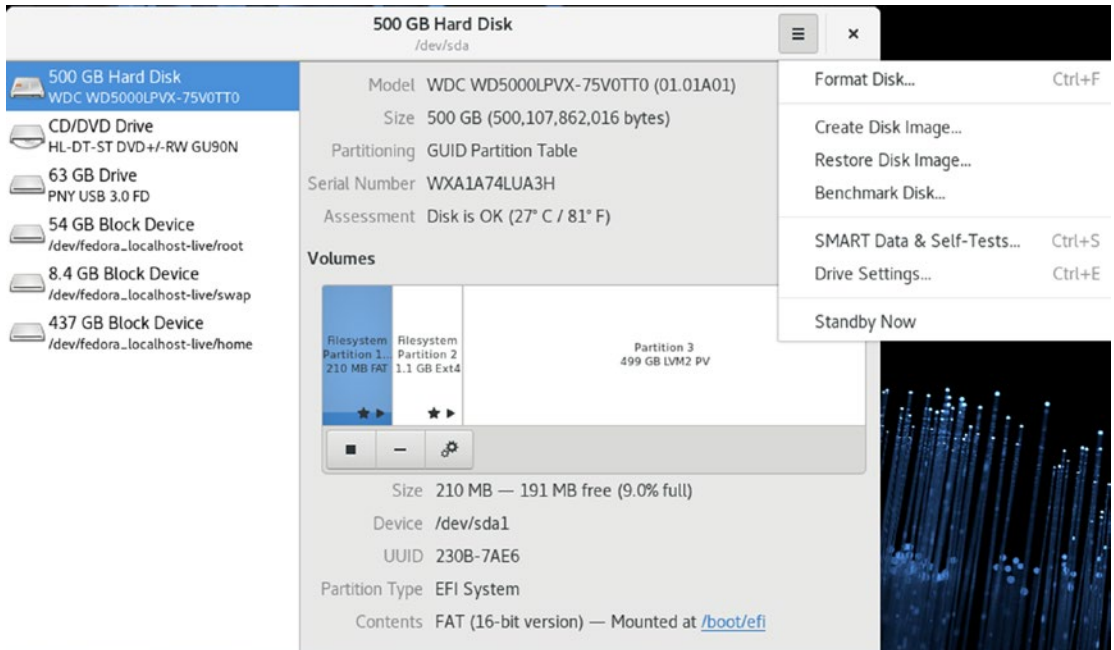 500 GB Hard Disk
/dev/sda
500 GB Hard Disk
WDC WD5000LPVX-75V0TT0
CD/DVD Drive
HL-DT-ST DVD+/-RW GU90N
63 GB Drive
PNY USB 3.0 FD
54 GB Block Device
/dev/fedora_localhost-live/root
8.4 GB Block Device
/dev/fedora_localhost-live/swap
437 GB Block Device
/dev/fedora_localhost-live/home
Model WDC WD5000LPVX-75V0TT0 (01.01A01)
Size 500 GB (500,107,862,016 bytes)
Partitioning GUID Partition Table
Serial Number WXA1A74LUA3H
Assessment Disk is OK (27° C / 81° F)
Volumes
Filesystem
Partition 1...
210 MB FAT
Filesystem
Partition 2
1.1 GB Ext4
Partition 3
499 GB LVM2 PV
Size 210 MB — 191 MB free (9.0% full)
Device /dev/sda1
UUID 230B-7AE6
Partition Type EFI System
Contents FAT (16-bit version) — Mounted at /boot/efi
Format Disk... Ctrl+F
Create Disk Image...
Restore Disk Image...
Benchmark Disk...
SMART Data & Self-Tests... Ctrl+S
Drive Settings... Ctrl+E
Standby Now